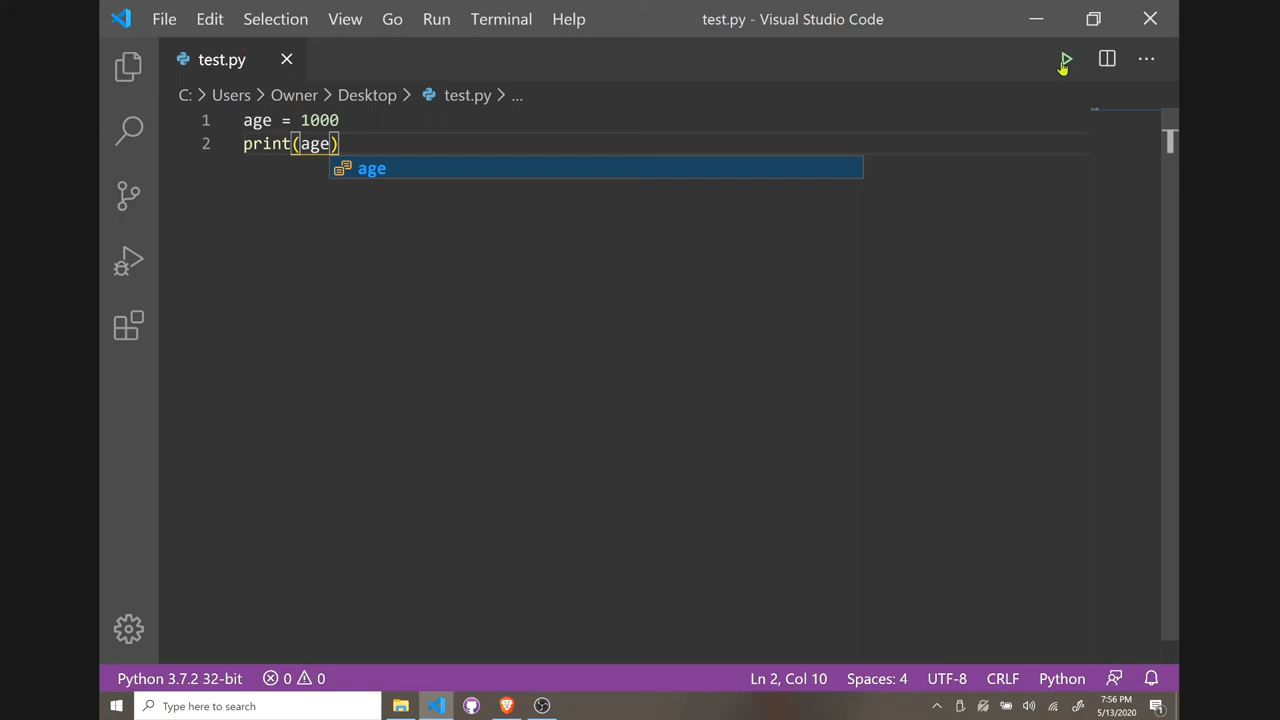 File Edit Selection View Go Run Terminal Help test.py - Visual Studio Code
test.py
C: > Users > Owner > Desktop > test.py > ...
1 age = 1000
2 print(age)
age
Python 3.7.2 32-bit 0 0 Ln 2, Col 10 Spaces: 4 UTF-8 CRLF Python
Type here to search 7:56 PM
5/13/2020 1